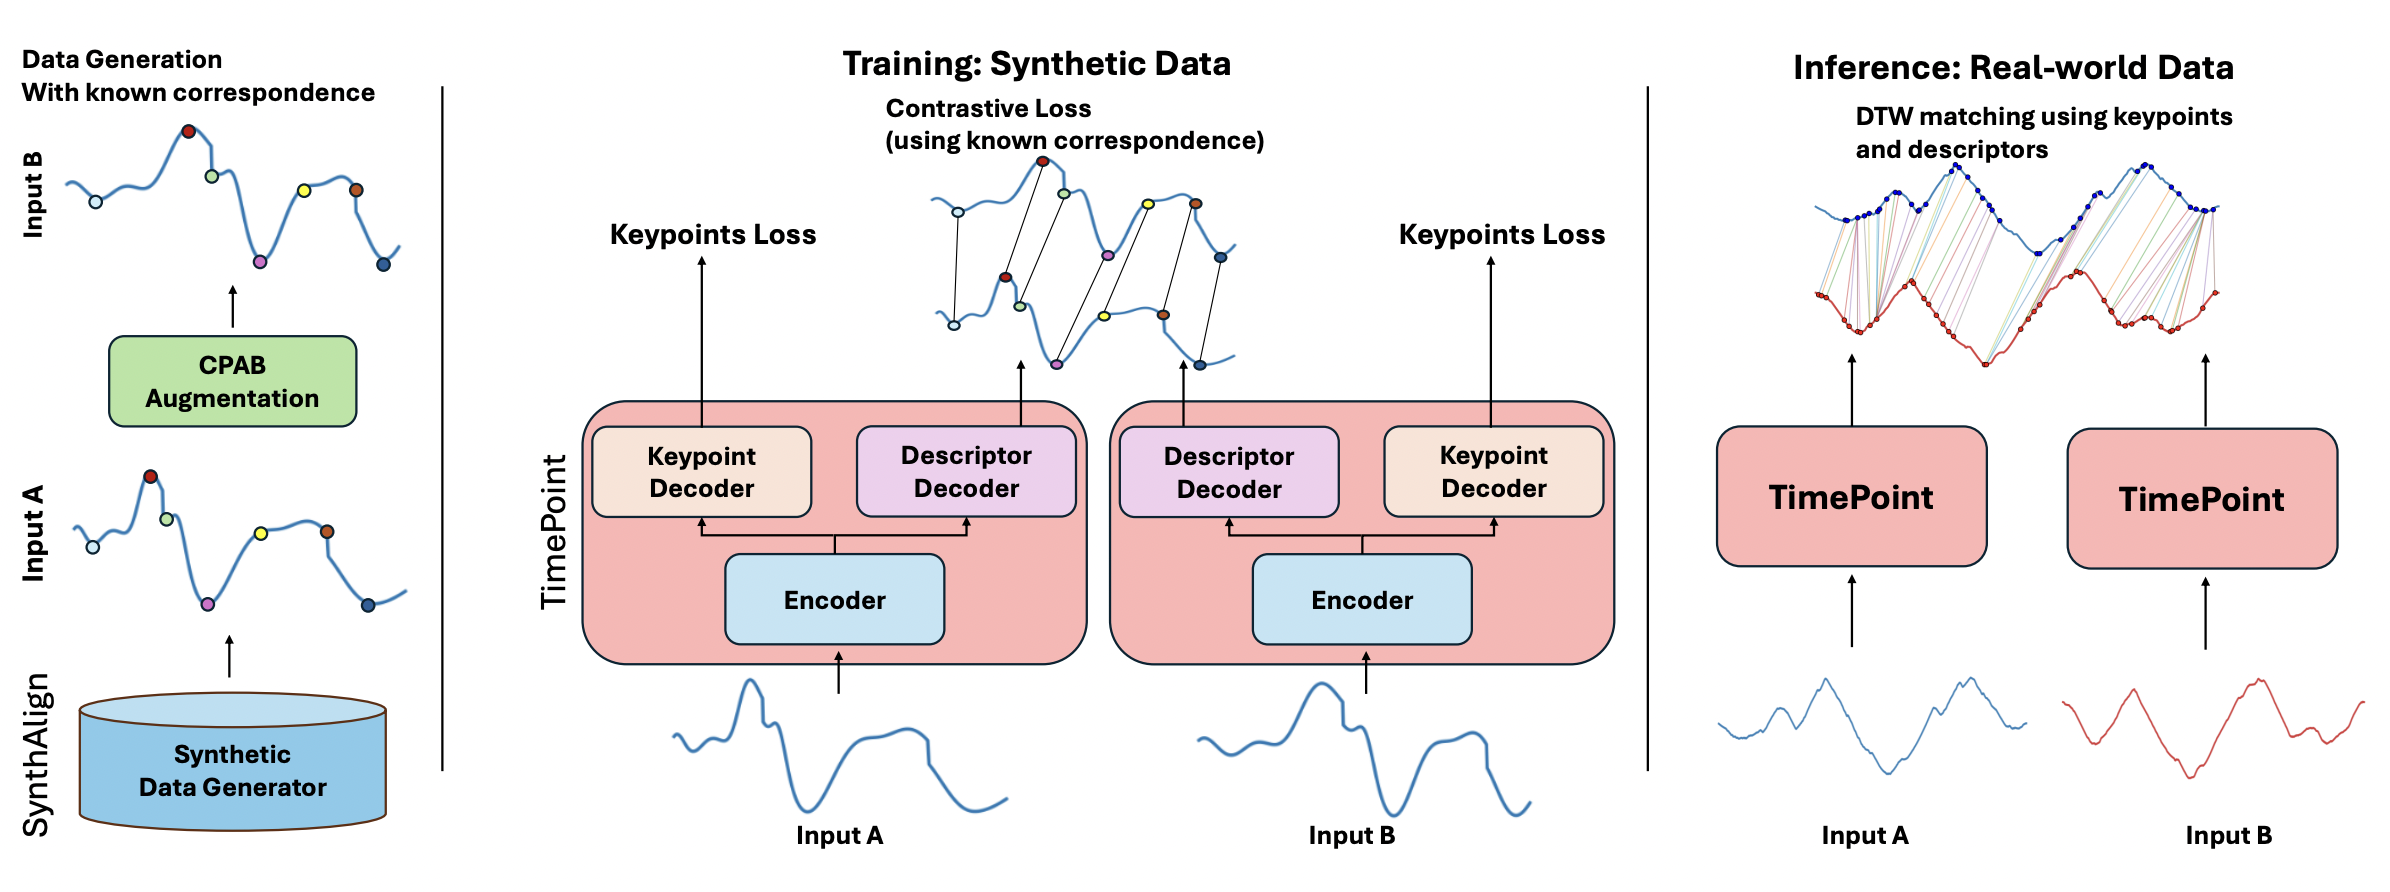 Data Generation
With known correspondence
Input B
CPAB
Augmentation
Input A
SynthAlign
Synthetic
Data Generator
Training: Synthetic Data
Contrastive Loss
(using known correspondence)
Keypoints Loss
Keypoints Loss
TimePoint
Keypoint
Decoder
Descriptor
Decoder
Encoder
Descriptor
Decoder
Keypoint
Decoder
Encoder
Input A
Input B
Inference: Real-world Data
DTW matching using keypoints
and descriptors
TimePoint
TimePoint
Input A
Input B